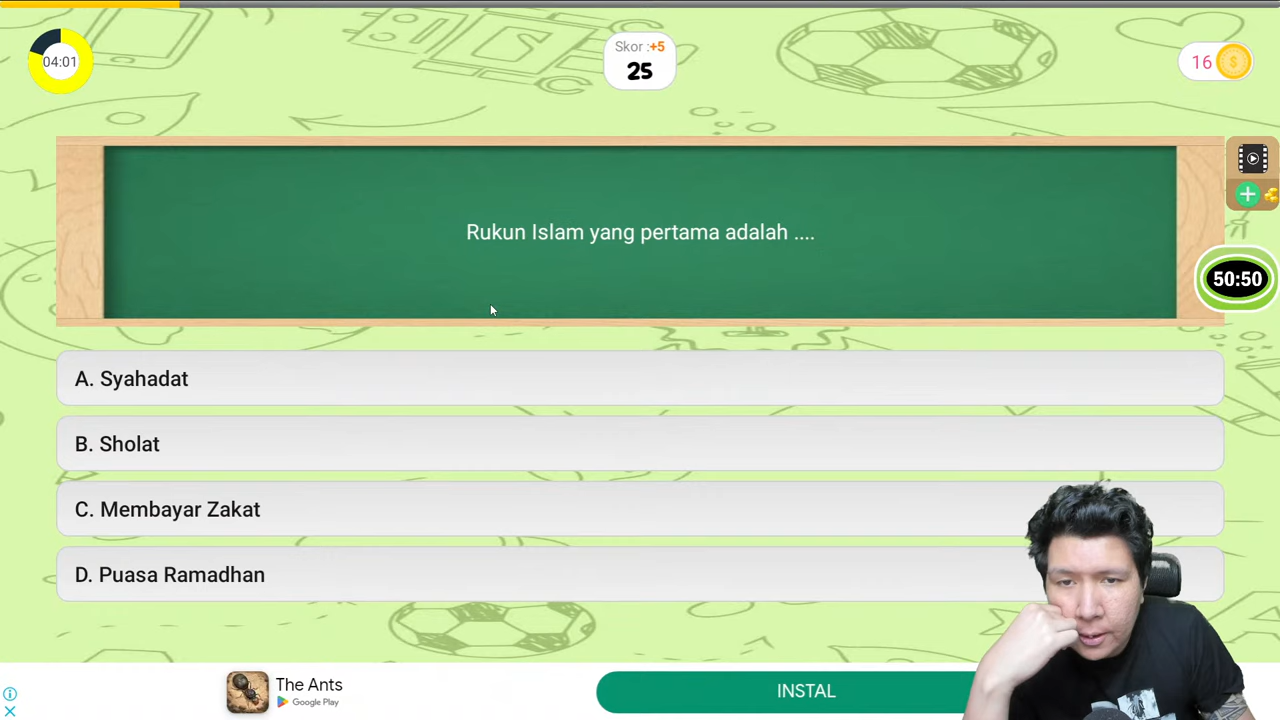 04:01
Skor :+5
25
16
Rukun Islam yang pertama adalah ....
50:50
A. Syahadat
B. Sholat
C. Membayar Zakat
D. Puasa Ramadhan
The Ants
Google Play
INSTAL